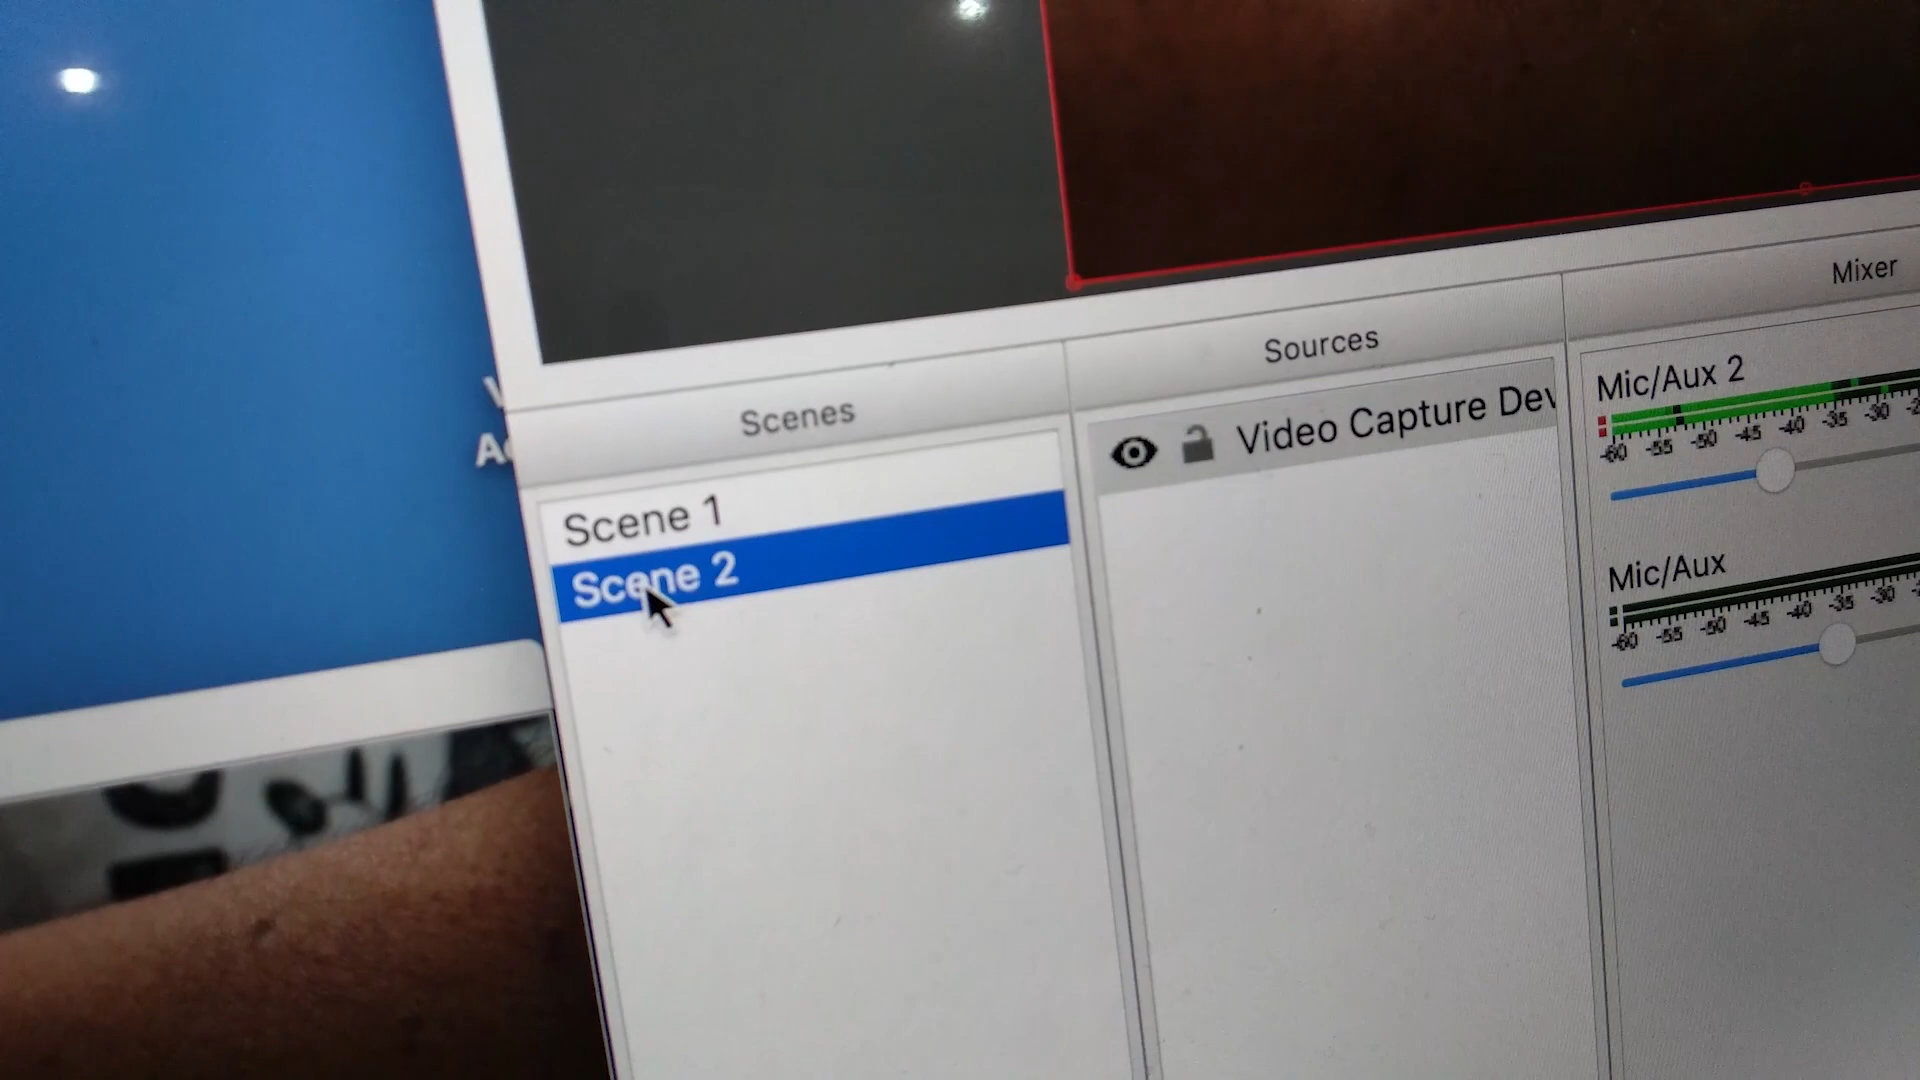 Scenes
Scene 1
Scene 2
Sources
Video Capture Dev
Mixer
Mic/Aux 2
-60 -55 -50 -45 -40 -35 -30
Mic/Aux
-60 -55 -50 -45 -40 -35 -30